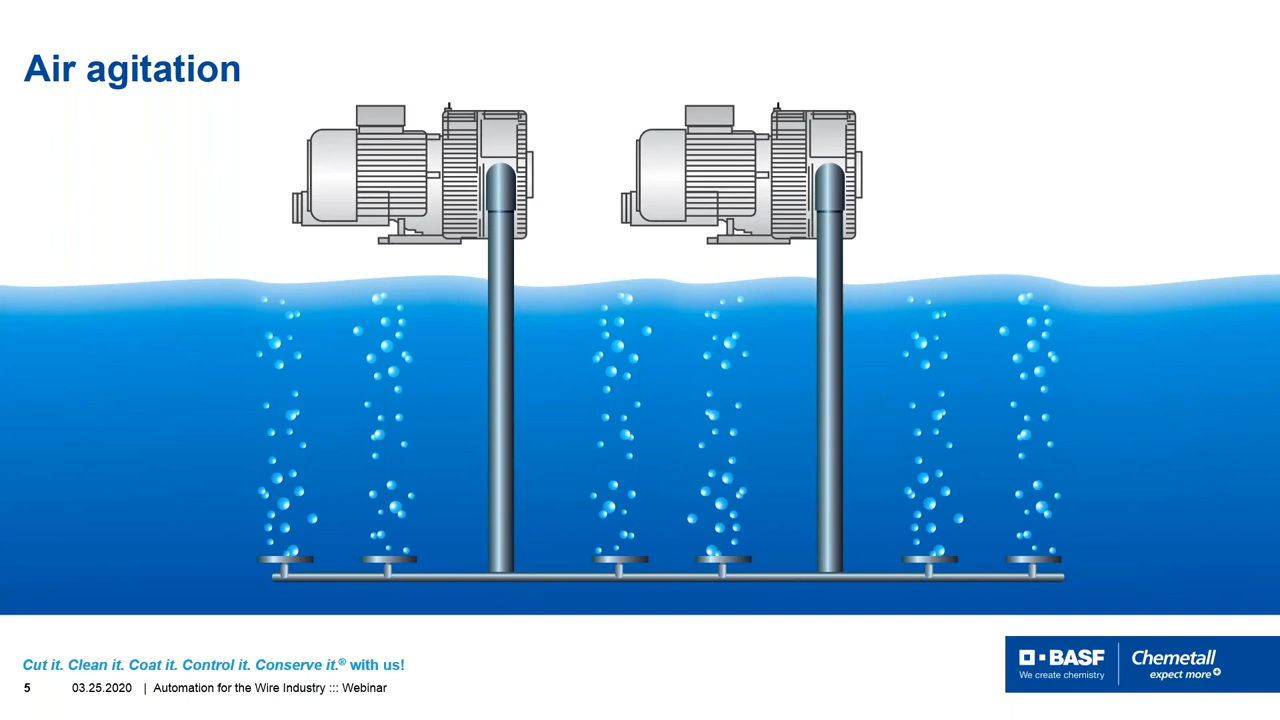 Air agitation
Cut it. Clean it. Coat it. Control it. Conserve it.® with us!
5 03.25.2020 | Automation for the Wire Industry ::: Webinar
BASF
We create chemistry
Chemetall
expect more